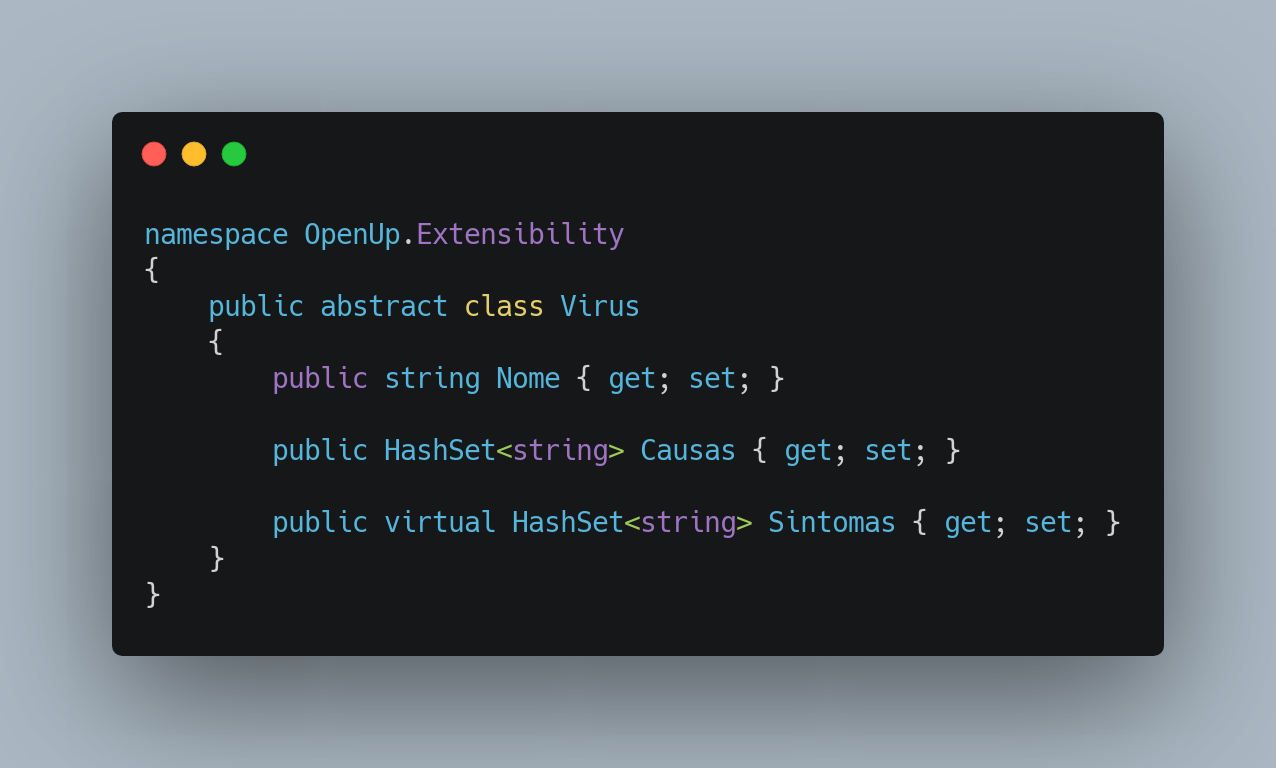 namespace OpenUp.Extensibility
{
    public abstract class Virus
    {
        public string Nome { get; set; }

        public HashSet<string> Causas { get; set; }

        public virtual HashSet<string> Sintomas { get; set; }
    }
}